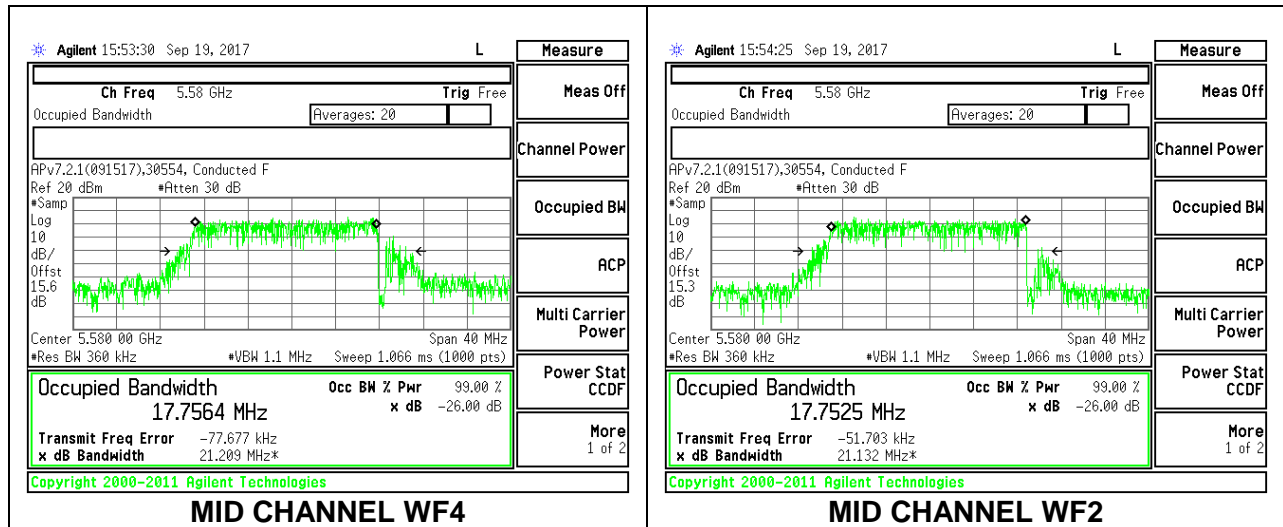 Agilent 15:53:30 Sep 19, 2017 L
Measure
Ch Freq 5.58 GHz Trig Free
Occupied Bandwidth Averages: 20
APv7.2.1(091517),30554, Conducted F
Ref 20 dBm #Atten 30 dB
#Samp
Log
10
dB/
Offst
15.6
dB
Center 5.580 00 GHz Span 40 MHz
#Res BW 360 kHz #VBW 1.1 MHz Sweep 1.066 ms (1000 pts)
Occupied Bandwidth Occ BW % Pwr 99.00 %
17.7564 MHz x dB -26.00 dB
Transmit Freq Error -77.677 kHz
x dB Bandwidth 21.209 MHz*
Copyright 2000-2011 Agilent Technologies
Meas Off
Channel Power
Occupied BW
ACP
Multi Carrier
Power
Power Stat
CCDF
More
1 of 2
MID CHANNEL WF4
Agilent 15:54:25 Sep 19, 2017 L
Measure
Ch Freq 5.58 GHz Trig Free
Occupied Bandwidth Averages: 20
APv7.2.1(091517),30554, Conducted F
Ref 20 dBm #Atten 30 dB
#Samp
Log
10
dB/
Offst
15.3
dB
Center 5.580 00 GHz Span 40 MHz
#Res BW 360 kHz #VBW 1.1 MHz Sweep 1.066 ms (1000 pts)
Occupied Bandwidth Occ BW % Pwr 99.00 %
17.7525 MHz x dB -26.00 dB
Transmit Freq Error -51.703 kHz
x dB Bandwidth 21.132 MHz*
Copyright 2000-2011 Agilent Technologies
Meas Off
Channel Power
Occupied BW
ACP
Multi Carrier
Power
Power Stat
CCDF
More
1 of 2
MID CHANNEL WF2